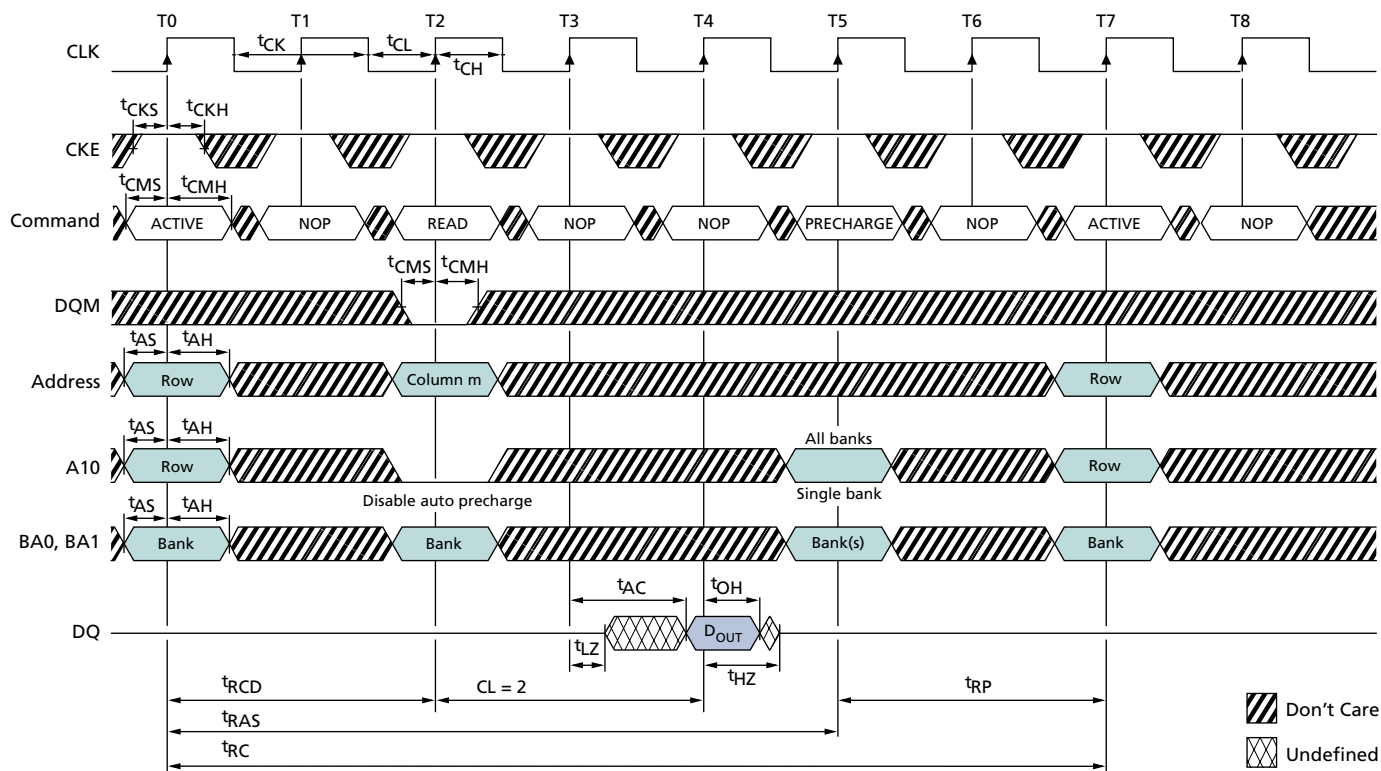 T0 T1 T2 T3 T4 T5 T6 T7 T8
CLK
tCK
tCL
tCH
tCKS tCKH
CKE
tCMS tCMH
Command ACTIVE NOP READ NOP NOP PRECHARGE NOP ACTIVE NOP
tCMS tCMH
DQM
tAS tAH
Address Row Column m Row
tAS tAH
All banks
A10 Row Row
Disable auto precharge
Single bank
tAS tAH
BA0, BA1 Bank Bank Bank(s) Bank
tAC tOH
DQ DOUT
tLZ
tHZ
tRCD CL = 2 tRP
tRAS
tRC
Don't Care
Undefined